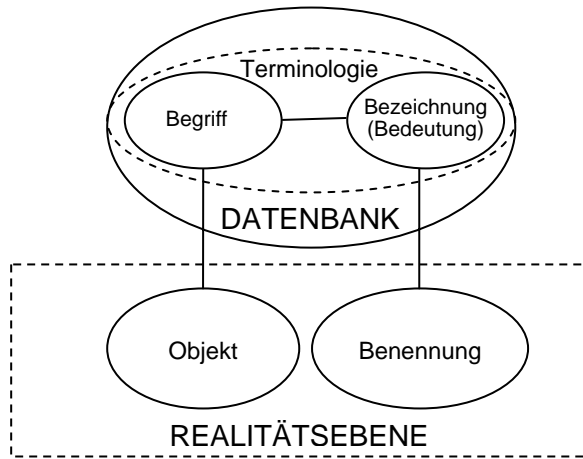 Terminologie
Begriff
Bezeichnung
(Bedeutung)
DATENBANK
Objekt
Benennung
REALITÄTSEBENE